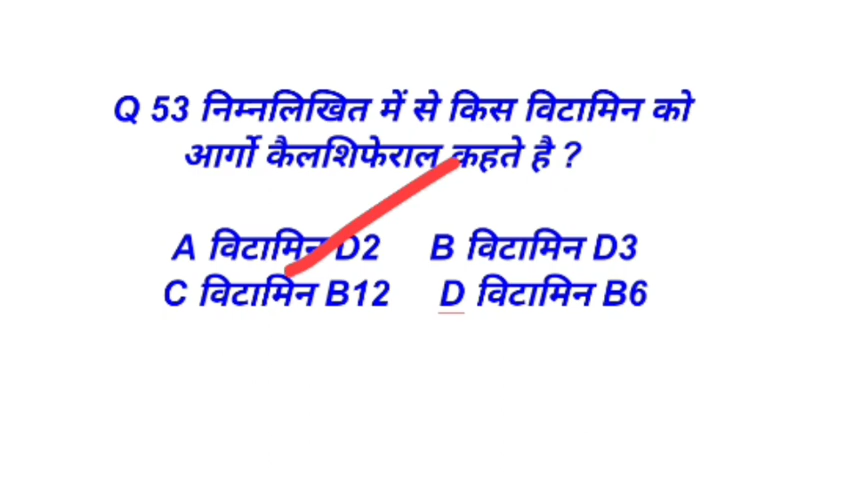 Q 53 निम्नलिखित में से किस विटामिन को
आर्गो कैलशिफेराल कहते है ?
A विटामिन D2 B विटामिन D3
C विटामिन B12 D विटामिन B6